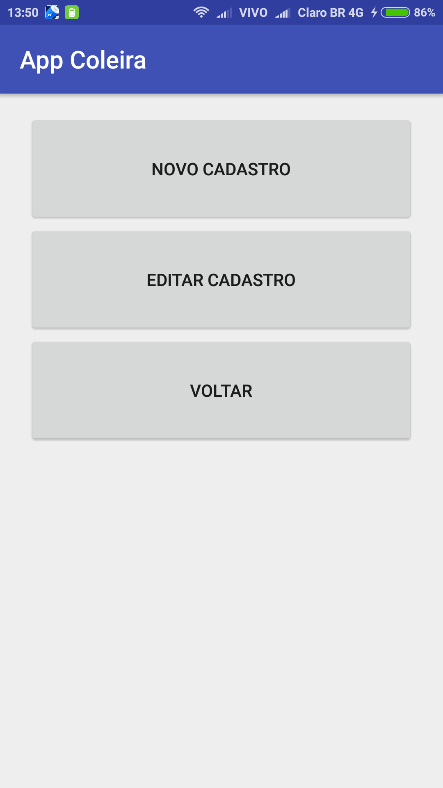 13:50 VIVO Claro BR 4G 86%
App Coleira
NOVO CADASTRO
EDITAR CADASTRO
VOLTAR